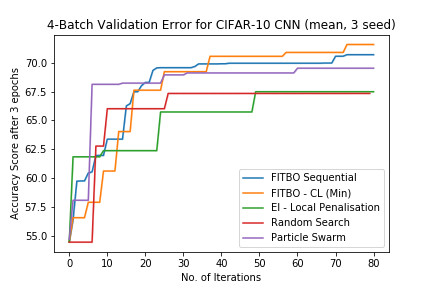 4-Batch Validation Error for CIFAR-10 CNN (mean, 3 seed)
Accuracy Score after 3 epochs
70.0
67.5
65.0
62.5
60.0
57.5
55.0
FITBO Sequential
FITBO - CL (Min)
EI - Local Penalisation
Random Search
Particle Swarm
0 10 20 30 40 50 60 70 80
No. of Iterations